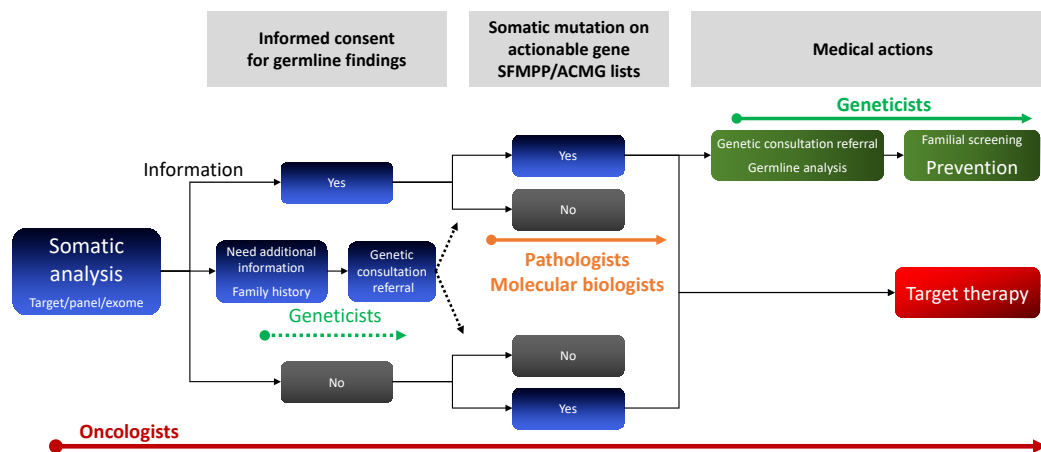 Informed consent
for germline findings
Somatic mutation on
actionable gene
SFMPP/ACMG lists
Medical actions
Geneticists
Information
Yes
Yes
Genetic consultation referral
Germline analysis
Familial screening
Prevention
No
Somatic
analysis
Target/panel/exome
Need additional
information
Family history
Genetic
consultation
referral
Pathologists
Molecular biologists
Target therapy
Geneticists
No
No
Yes
Oncologists